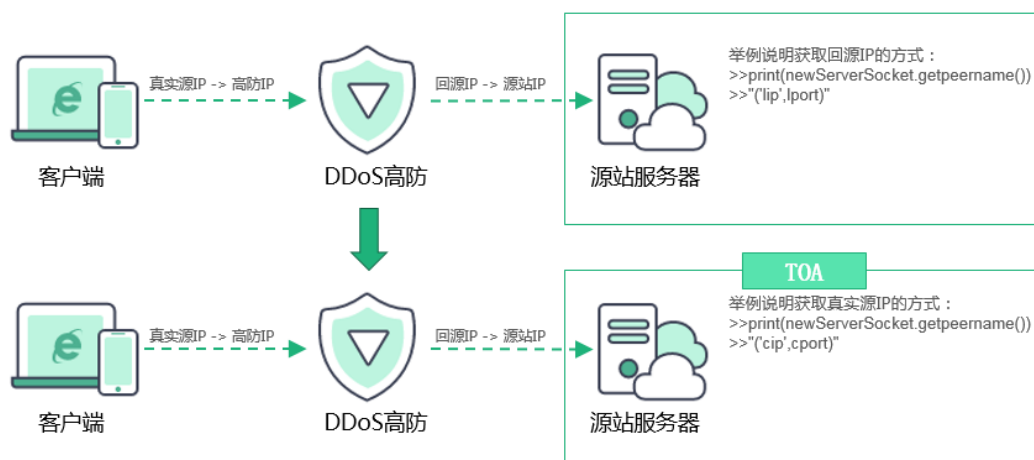 举例说明获取回源IP的方式：
>>print(newServerSocket.getpeername())
>>"('lip',lport)"
真实源IP -> 高防IP
回源IP -> 源站IP
客户端
DDoS高防
源站服务器
TOA
举例说明获取真实源IP的方式：
>>print(newServerSocket.getpeername())
>>"('cip',cport)"
真实源IP -> 高防IP
回源IP -> 源站IP
客户端
DDoS高防
源站服务器